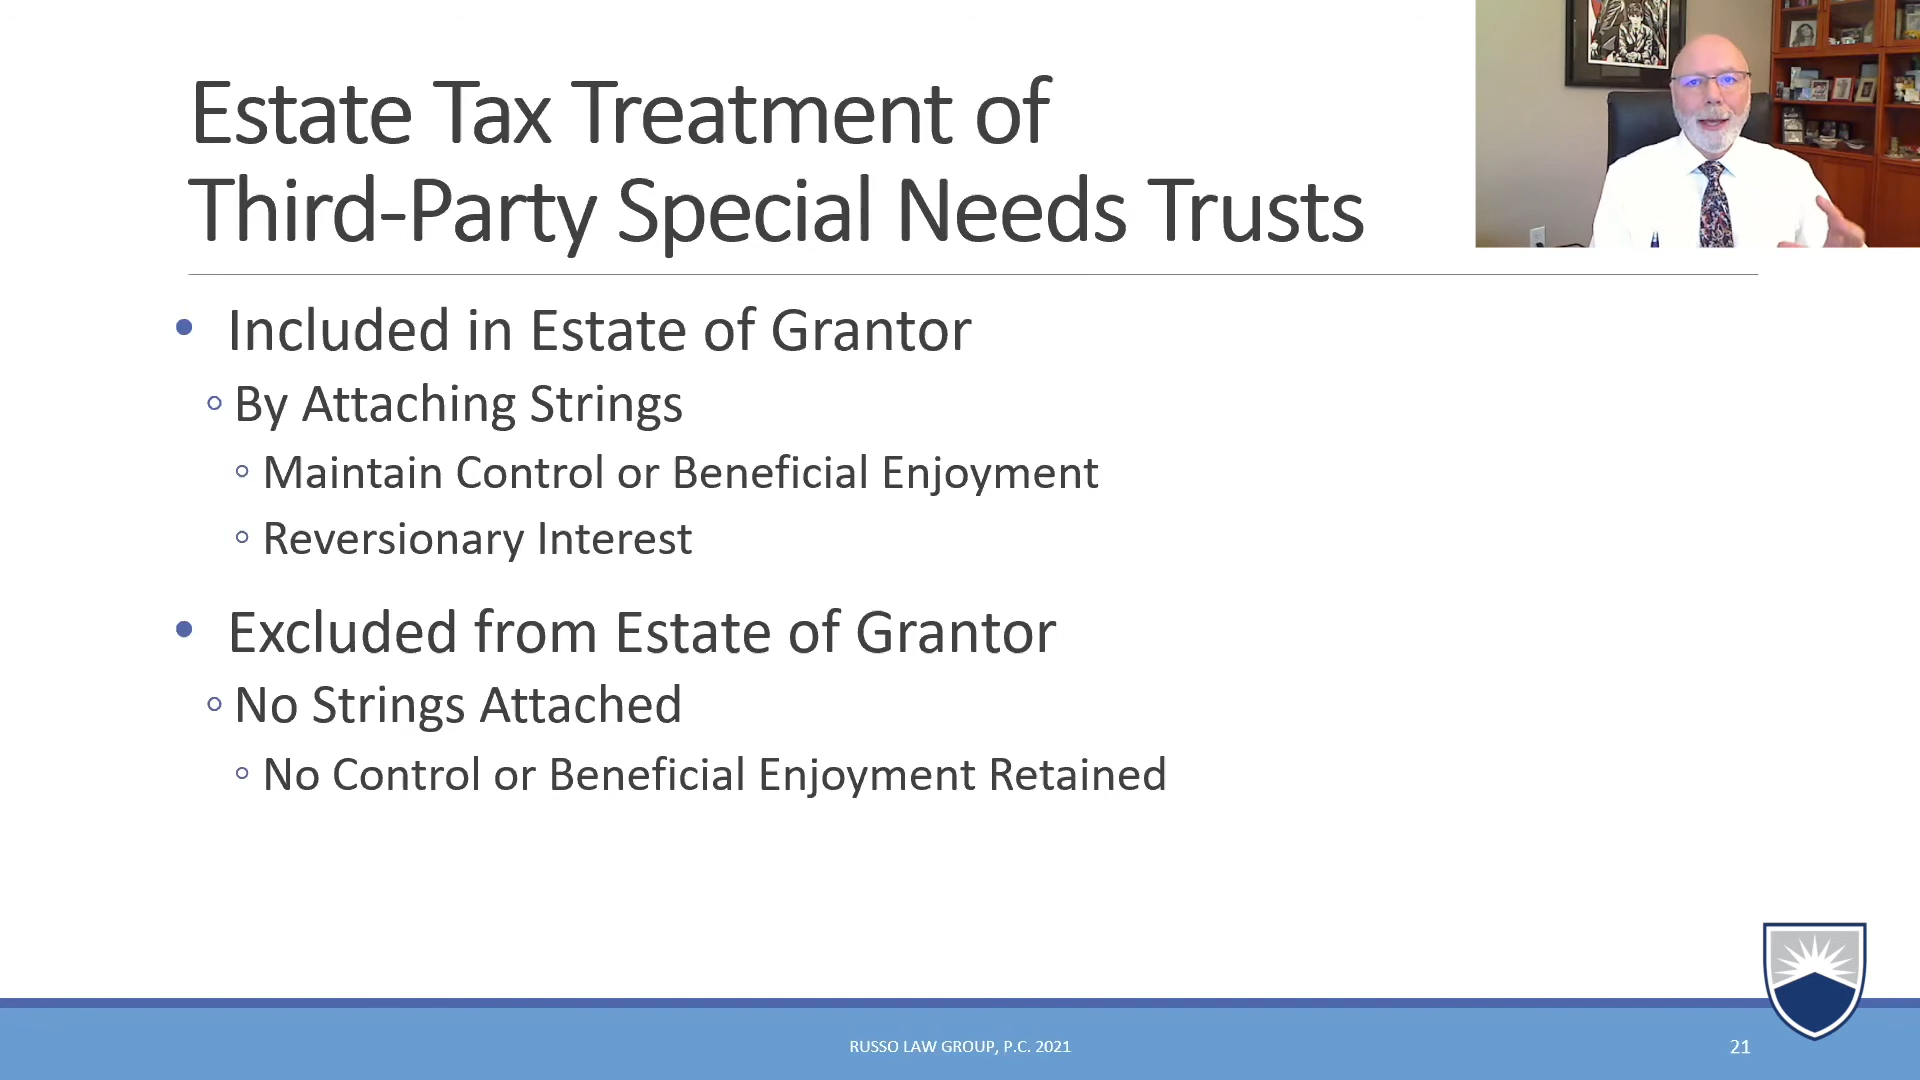 Estate Tax Treatment of
Third-Party Special Needs Trusts
• Included in Estate of Grantor
◦ By Attaching Strings
◦ Maintain Control or Beneficial Enjoyment
◦ Reversionary Interest
• Excluded from Estate of Grantor
◦ No Strings Attached
◦ No Control or Beneficial Enjoyment Retained
RUSSO LAW GROUP, P.C. 2021
21